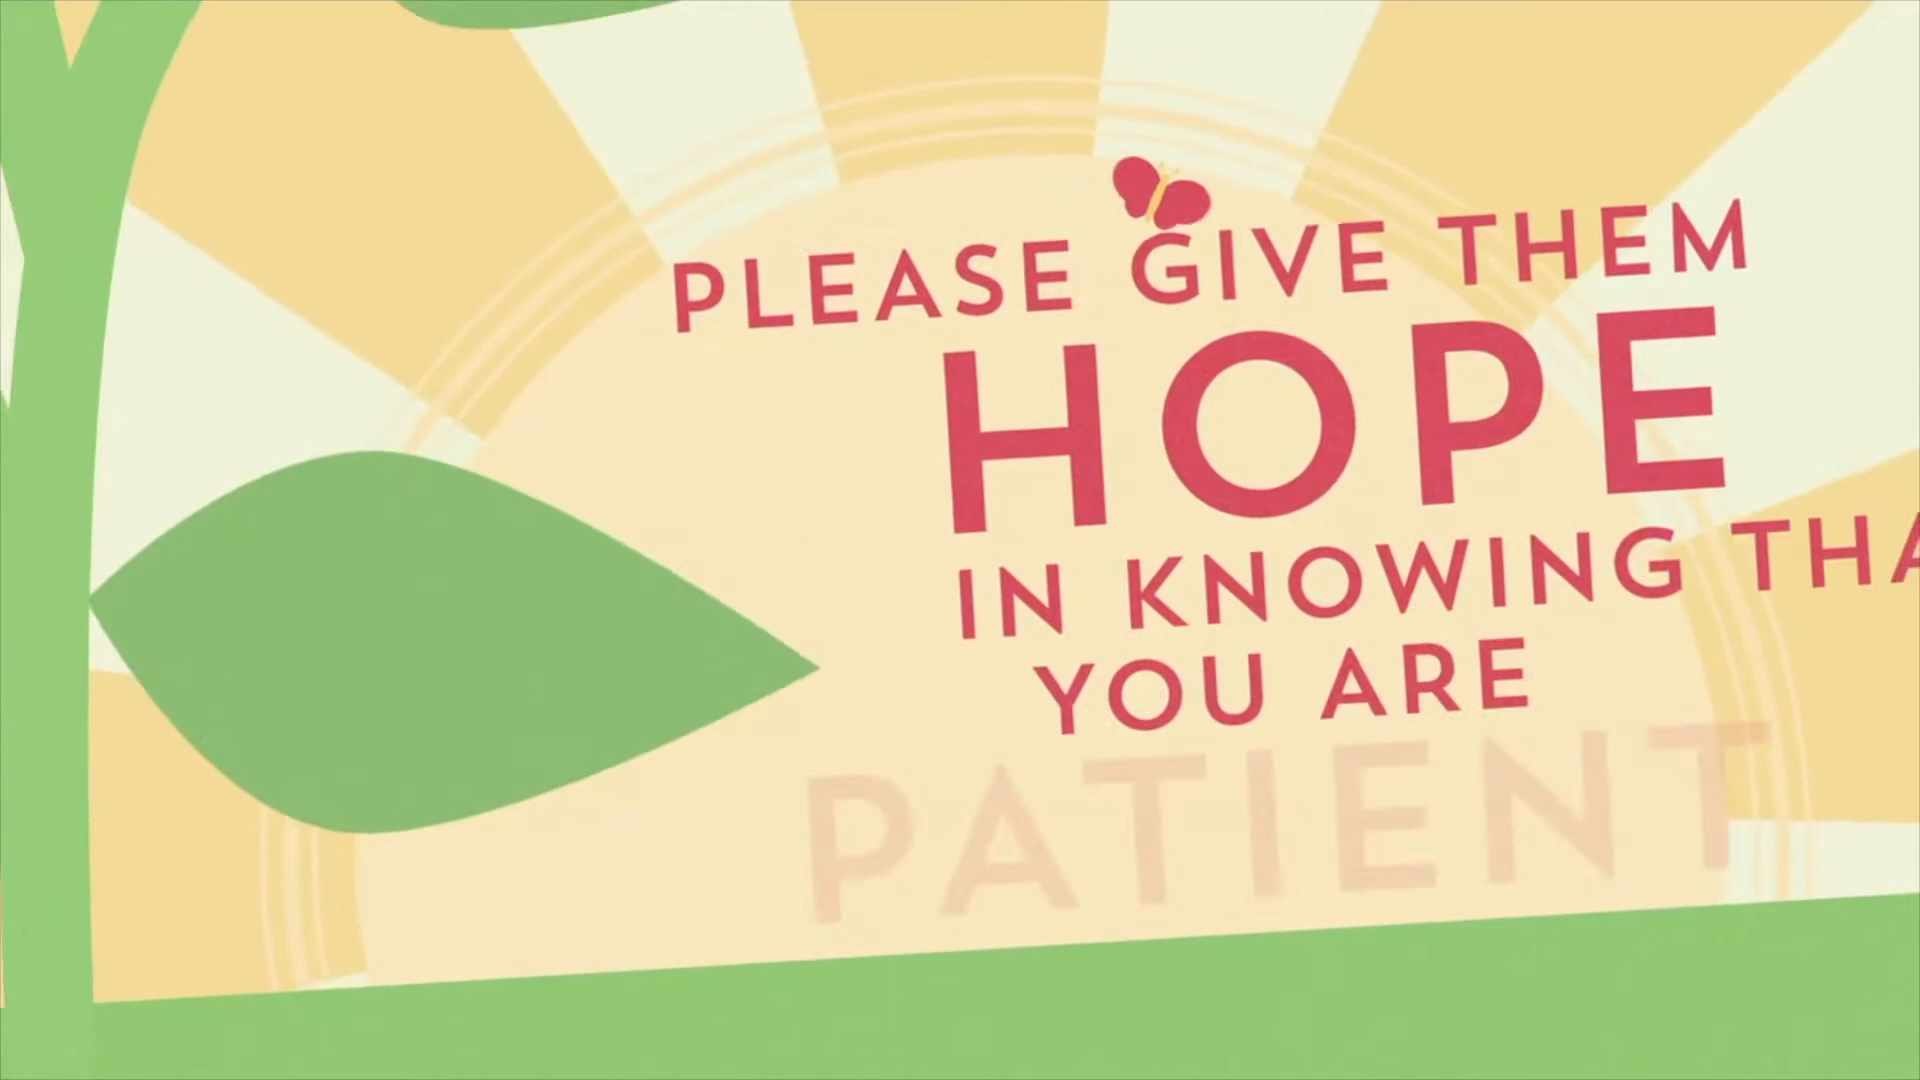 PLEASE GIVE THEM
HOPE
IN KNOWING THA
YOU ARE
PATIENT